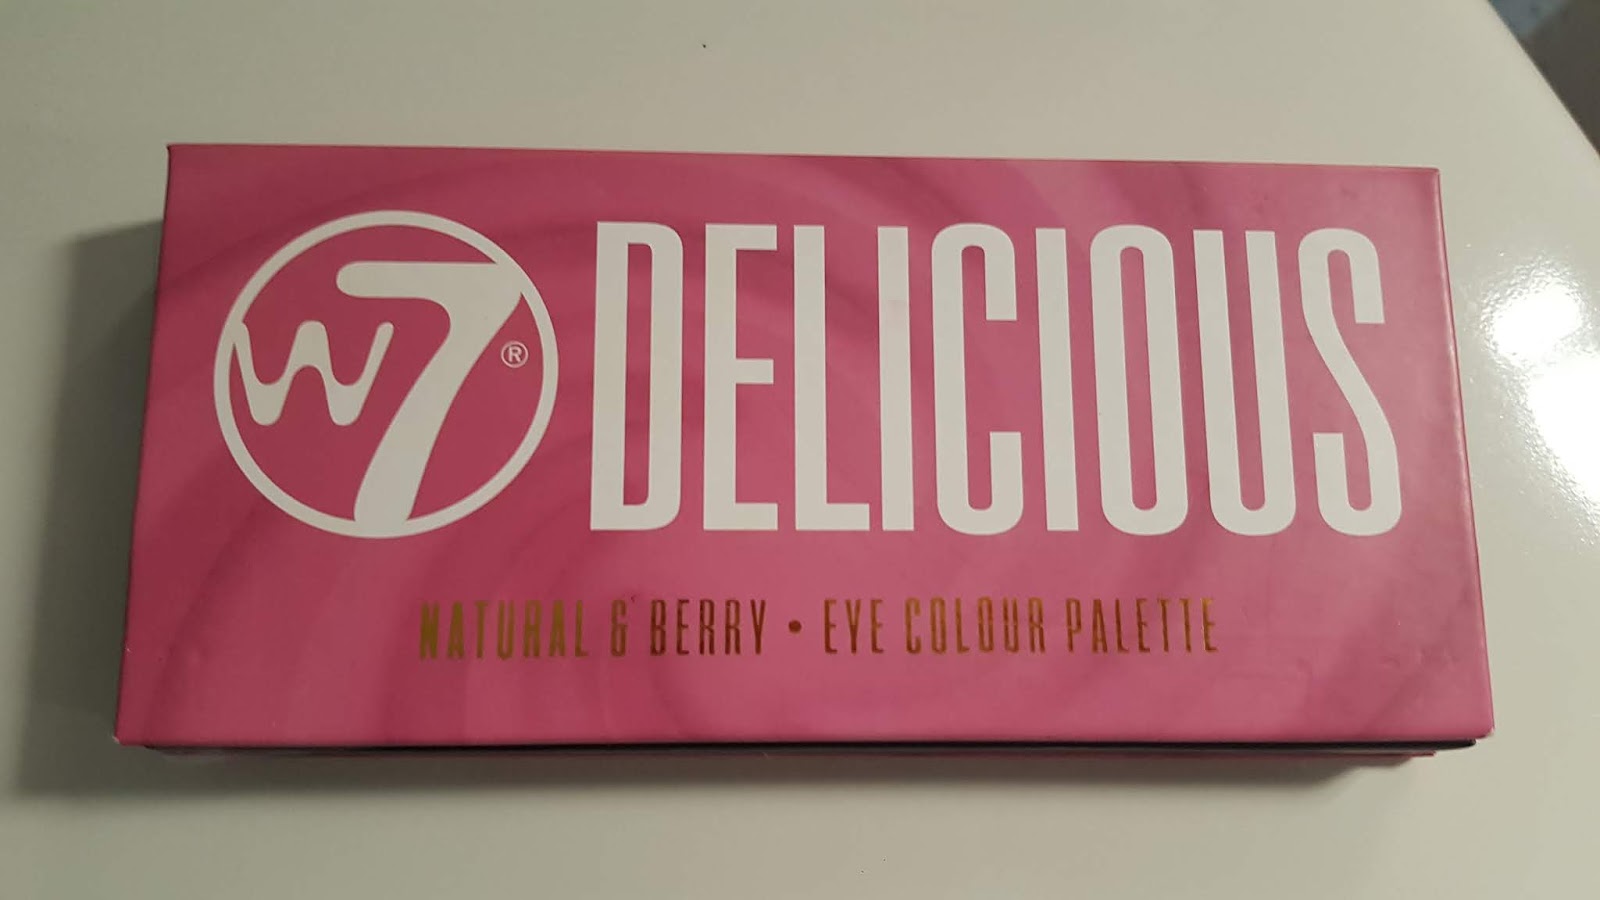 W7® DELICIOUS
NATURAL & BERRY • EYE COLOUR PALETTE